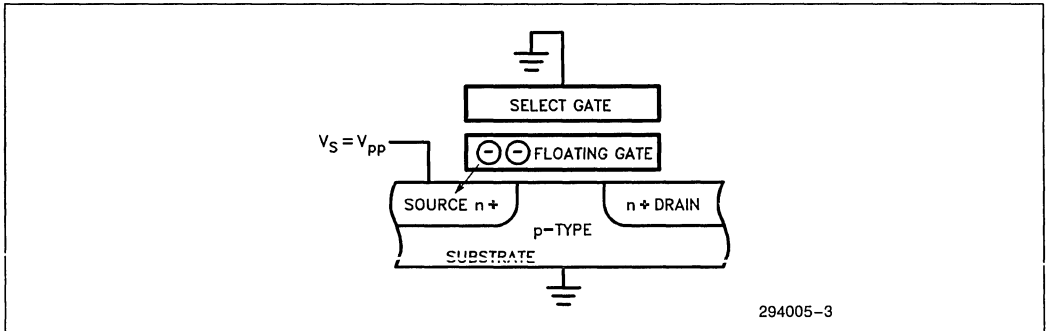 SELECT GATE
V_S = V_pp
⊖ ⊖ FLOATING GATE
SOURCE n+
n+ DRAIN
p-TYPE
SUBSTRATE
294005-3